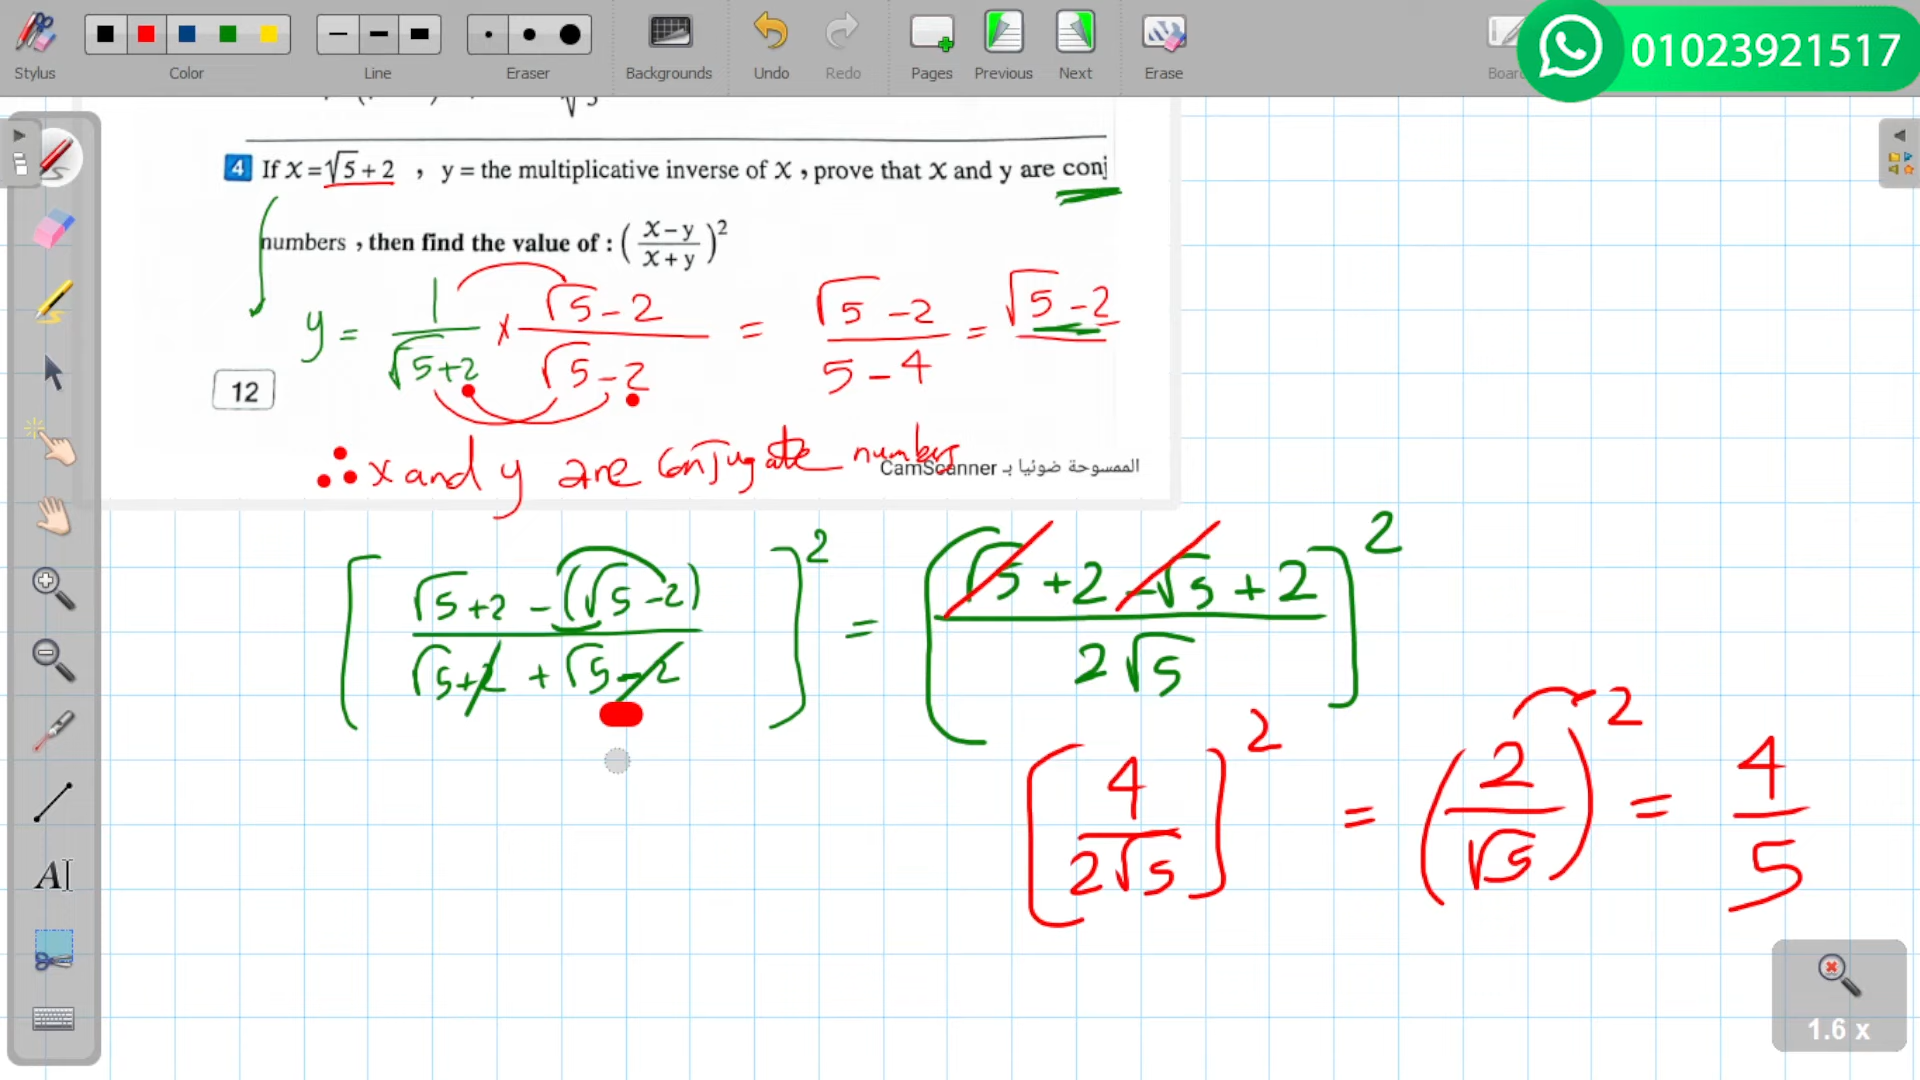 Stylus Color Line Eraser Backgrounds Undo Redo Pages Previous Next Erase
01023921517
4 If X = √5 + 2 , y = the multiplicative inverse of X , prove that X and y are conj
numbers , then find the value of : ( (X − y)/(X + y) )²
y = 1/(√5+2) × (√5−2)/(√5−2) = (√5−2)/(5−4) = √5−2
12
∴ x and y are conjugate numbers
الممسوحة ضوئيا بـ CamScanner
[ (√5+2 −(√5−2))/(√5+2 + √5−2) ]² = [ (√5+2−√5+2)/(2√5) ]²
[ 4/(2√5) ]² = ( 2/√5 )² = 4/5
AI
1.6 x